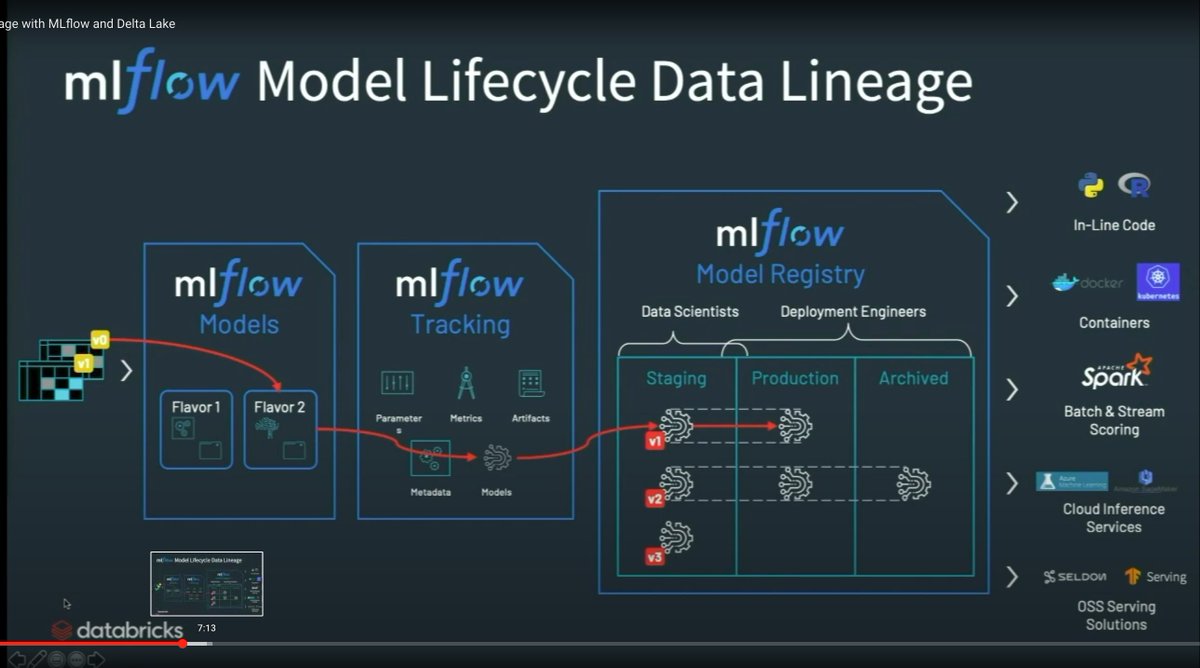 age with MLflow and Delta Lake
mlflow Model Lifecycle Data Lineage
v0
v1
mlflow
Models
Flavor 1
Flavor 2
mlflow
Tracking
Parameter
s
Metrics
Artifacts
Metadata
Models
mlflow
Model Registry
Data Scientists
Deployment Engineers
Staging
Production
Archived
v1
v2
v3
R
In-Line Code
docker
kubernetes
Containers
APACHE
Spark
Batch & Stream
Scoring
Azure
Machine Learning
Amazon SageMaker
Cloud Inference
Services
SELDON
Serving
OSS Serving
Solutions
mlflow Model Lifecycle Data Lineage
databricks
7:13